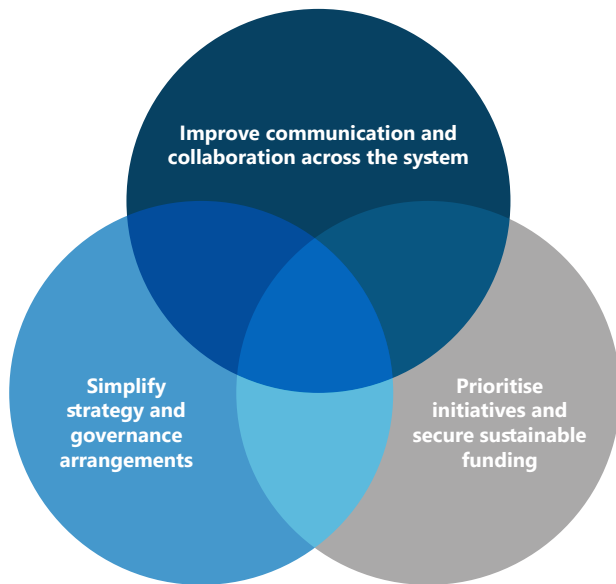 Improve communication and
collaboration across the system
Simplify
strategy and
governance
arrangements
Prioritise
initiatives and
secure sustainable
funding